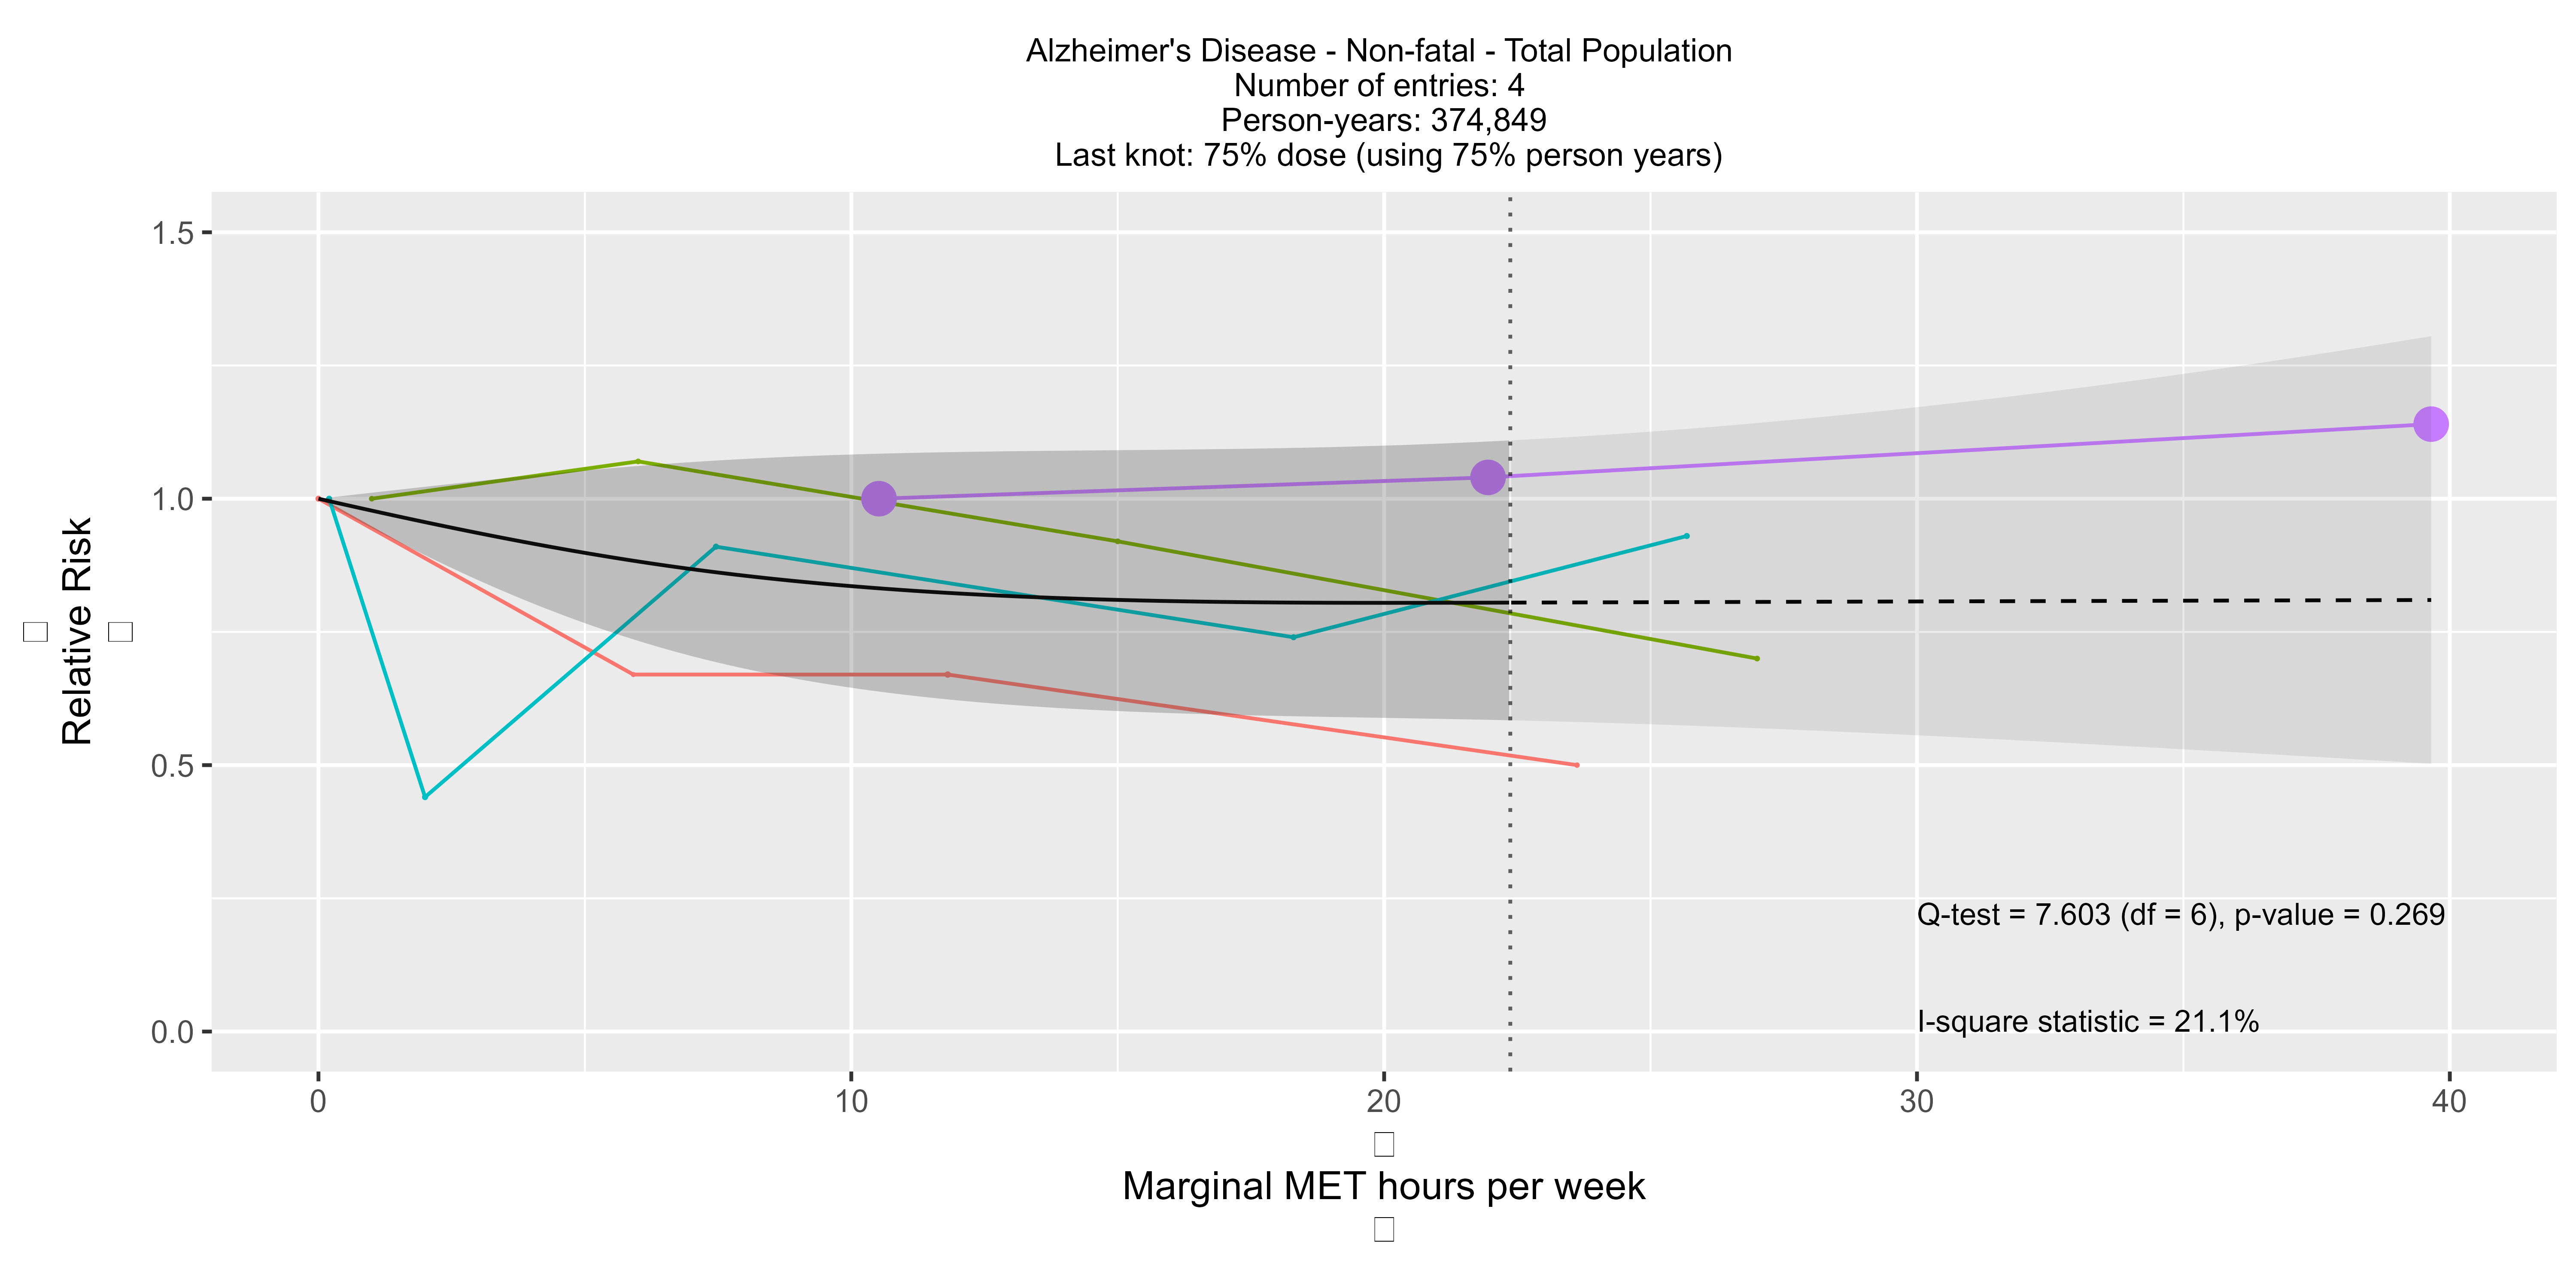 Alzheimer's Disease - Non-fatal - Total Population
Number of entries: 4
Person-years: 374,849
Last knot: 75% dose (using 75% person years)
1.5
1.0
0.5
0.0
Relative Risk
Q-test = 7.603 (df = 6), p-value = 0.269
I-square statistic = 21.1%
0
10
20
30
40
Marginal MET hours per week